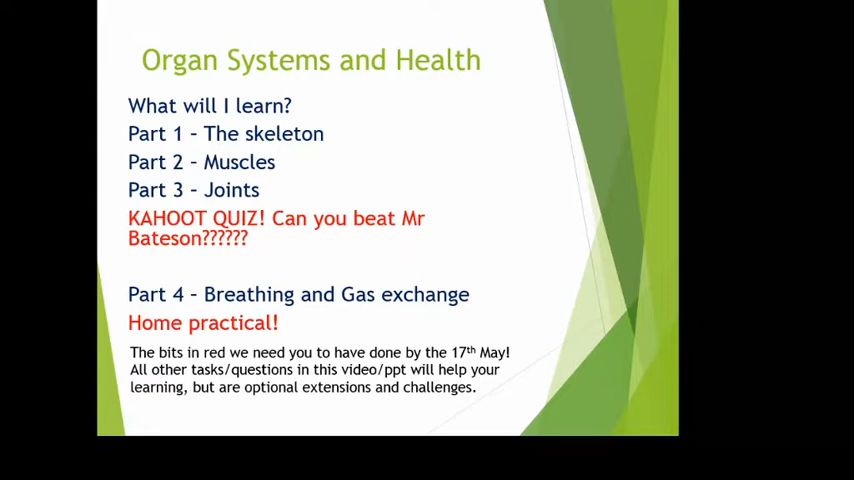 Organ Systems and Health
What will I learn?
Part 1 – The skeleton
Part 2 – Muscles
Part 3 – Joints
KAHOOT QUIZ! Can you beat Mr
Bateson??????
Part 4 – Breathing and Gas exchange
Home practical!
The bits in red we need you to have done by the 17th May!
All other tasks/questions in this video/ppt will help your
learning, but are optional extensions and challenges.